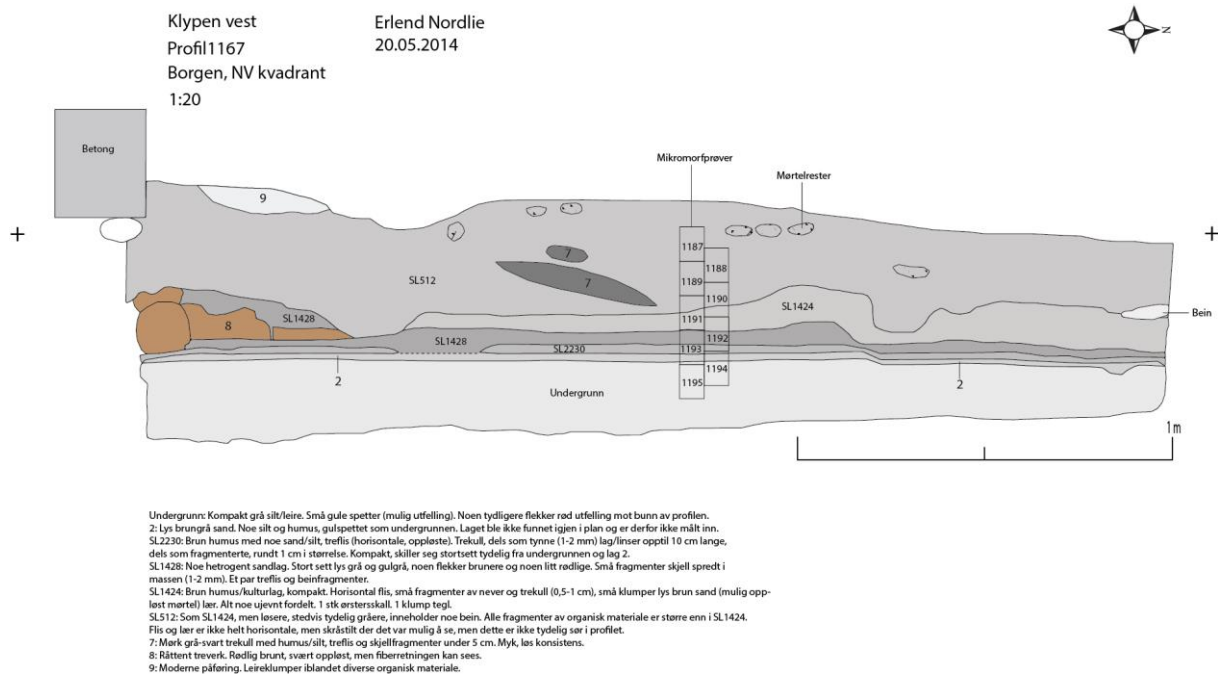 Klypen vest
Erlend Nordlie
Profil1167
20.05.2014
Borgen, NV kvadrant
1:20
N
Betong
Mikromorfprøver
Mørtelrester
9
1187
7
1188
SL512
7
1189
1190
SL1424
1191
Bein
SL1428
8
SL1428
1192
SL2230
1193
1194
2
1195
2
Undergrunn
1m
Undergrunn: Kompakt grå silt/leire. Små gule spetter (mulig utfelling). Noen tydligere flekker rød utfelling mot bunn av profilen.
2: Lys brungrå sand. Noe silt og humus, gulspettet som undergrunnen. Laget ble ikke funnet igjen i plan og er derfor ikke målt inn.
SL2230: Brun humus med noe sand/silt, treflis (horisontale, oppløste). Trekull, dels som tynne (1-2 mm) lag/linser opptil 10 cm lange,
dels som fragmenterte, rundt 1 cm i størrelse. Kompakt, skiller seg stortsett tydelig fra undergrunnen og lag 2.
SL1428: Noe hetrogent sandlag. Stort sett lys grå og gulgrå, noen flekker brunere og noen litt rødlige. Små fragmenter skjell spredt i
massen (1-2 mm). Et par treflis og beinfragmenter.
SL1424: Brun humus/kulturlag, kompakt. Horisontal flis, små fragmenter av never og trekull (0,5-1 cm), små klumper lys brun sand (mulig opp-
løst mørtel) lær. Alt noe ujevnt fordelt. 1 stk ørstersskall. 1 klump tegl.
SL512: Som SL1424, men løsere, stedvis tydelig gråere, inneholder noe bein. Alle fragmenter av organisk materiale er større enn i SL1424.
Flis og lær er ikke helt horisontale, men skråstilt der det var mulig å se, men dette er ikke tydelig sør i profilet.
7: Mørk grå-svart trekull med humus/silt, treflis og skjellfragmenter under 5 cm. Myk, løs konsistens.
8: Råttent treverk. Rødlig brunt, svært oppløst, men fiberretningen kan sees.
9: Moderne påføring. Leireklumper iblandet diverse organisk materiale.